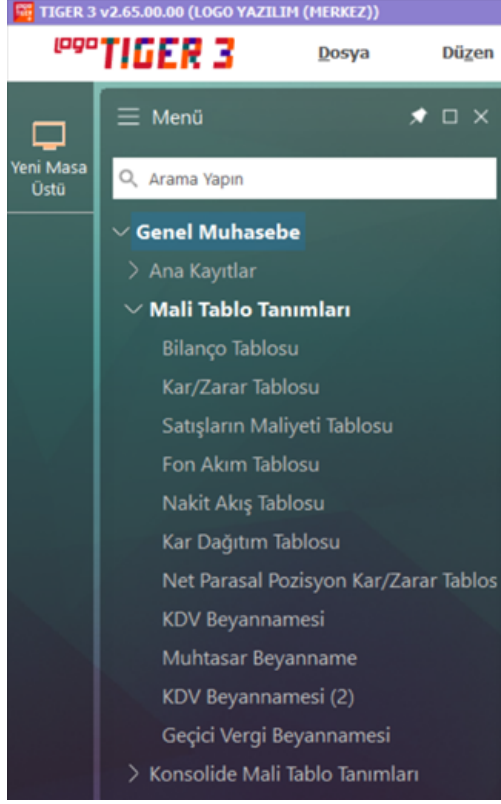 TIGER 3 v2.65.00.00 (LOGO YAZILIM (MERKEZ))
LOGO TIGER 3 Dosya Düzen
Menü
Yeni Masa
Üstü
Arama Yapın
Genel Muhasebe
Ana Kayıtlar
Mali Tablo Tanımları
Bilanço Tablosu
Kar/Zarar Tablosu
Satışların Maliyeti Tablosu
Fon Akım Tablosu
Nakit Akış Tablosu
Kar Dağıtım Tablosu
Net Parasal Pozisyon Kar/Zarar Tablos
KDV Beyannamesi
Muhtasar Beyanname
KDV Beyannamesi (2)
Geçici Vergi Beyannamesi
Konsolide Mali Tablo Tanımları